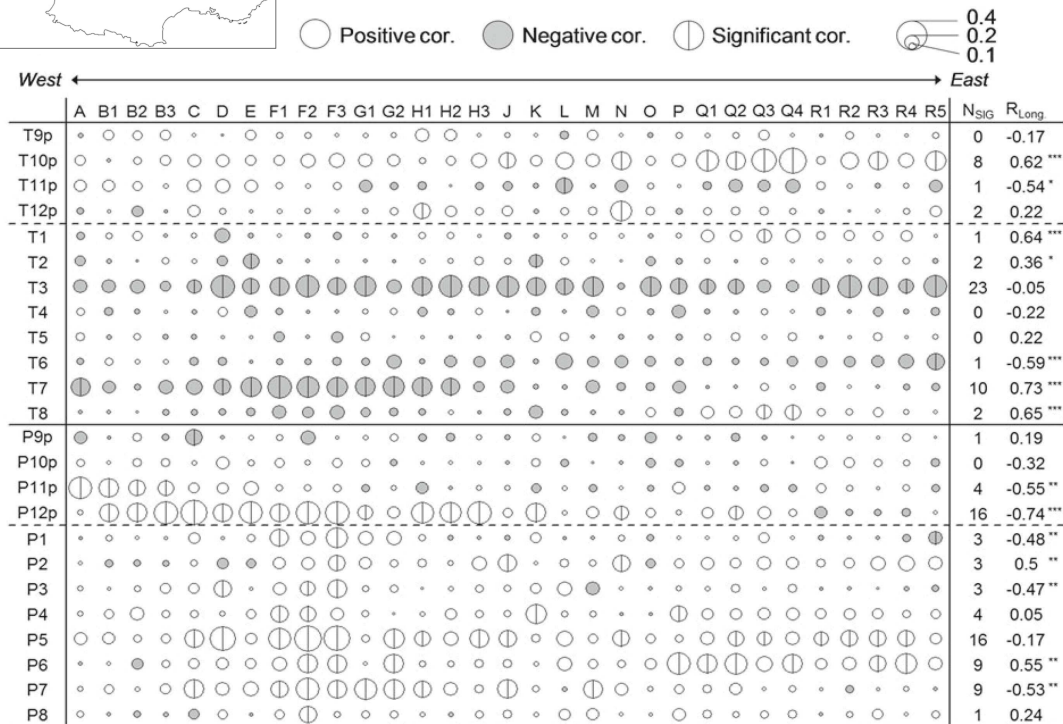 Positive cor. Negative cor. Significant cor. 0.4
0.2
0.1
West East
A B1 B2 B3 C D E F1 F2 F3 G1 G2 H1 H2 H3 J K L M N O P Q1 Q2 Q3 Q4 R1 R2 R3 R4 R5 NSIG RLong.
T9p 0 -0.17
T10p 8 0.62 ***
T11p 1 -0.54 *
T12p 2 0.22
T1 1 0.64 ***
T2 2 0.36 *
T3 23 -0.05
T4 0 -0.22
T5 0 0.22
T6 1 -0.59 ***
T7 10 0.73 ***
T8 2 0.65 ***
P9p 1 0.19
P10p 0 -0.32
P11p 4 -0.55 **
P12p 16 -0.74 ***
P1 3 -0.48 **
P2 3 0.5 **
P3 3 -0.47 **
P4 4 0.05
P5 16 -0.17
P6 9 0.55 **
P7 9 -0.53 **
P8 1 0.24